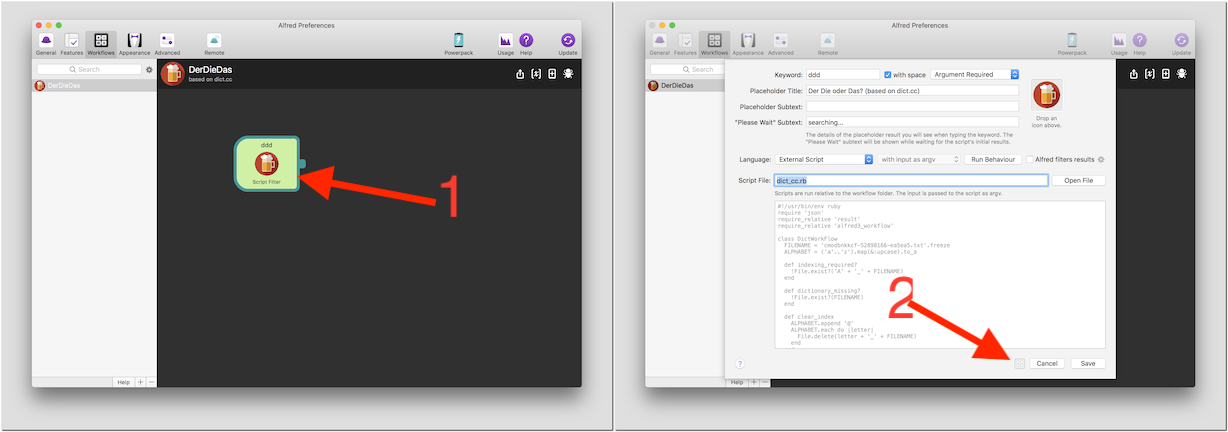 Alfred Preferences
General Features Workflows Appearance Advanced Remote Powerpack Usage Help Update
Search
DerDieDas
based on dict.cc
DerDieDas
ddd
Script Filter
1
Help + −
Alfred Preferences
General Features Workflows Appearance Advanced Remote Powerpack Usage Help Update
Search
DerDieDas
Keyword: ddd with space Argument Required
Placeholder Title: Der Die oder Das? (based on dict.cc)
Placeholder Subtext:
"Please Wait" Subtext: searching...
Drop an
icon above.
The details of the placeholder result you will see when typing the keyword. The
"Please Wait" subtext will be shown while waiting for the script's initial results.
Language: External Script with input as argv Run Behaviour Alfred filters results
Script File: dict_cc.rb Open File
Scripts are run relative to the workflow folder. The input is passed to the script as argv.
#!/usr/bin/env ruby
require 'json'
require_relative 'result'
require_relative 'alfred3_workflow'
class DictWorkFlow
FILENAME = 'cmodbnkkcf-52898166-ea5ea5.txt'.freeze
ALPHABET = ('a'..'z').map(&:upcase).to_a
def indexing_required?
!File.exist?('A' + '_' + FILENAME)
end
def dictionary_missing?
!File.exist?(FILENAME)
end
def clear_index
ALPHABET.append '@'
ALPHABET.each do |letter|
File.delete(letter + '_' + FILENAME)
end
2
? Cancel Save
Help + −